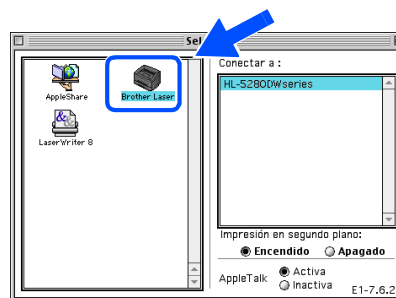 Sel
Conectar a :
AppleShare
Brother Laser
LaserWriter 8
HL-5280DWseries
Impresión en segundo plano:
Encendido Apagado
AppleTalk Activa
Inactiva
E1-7.6.2